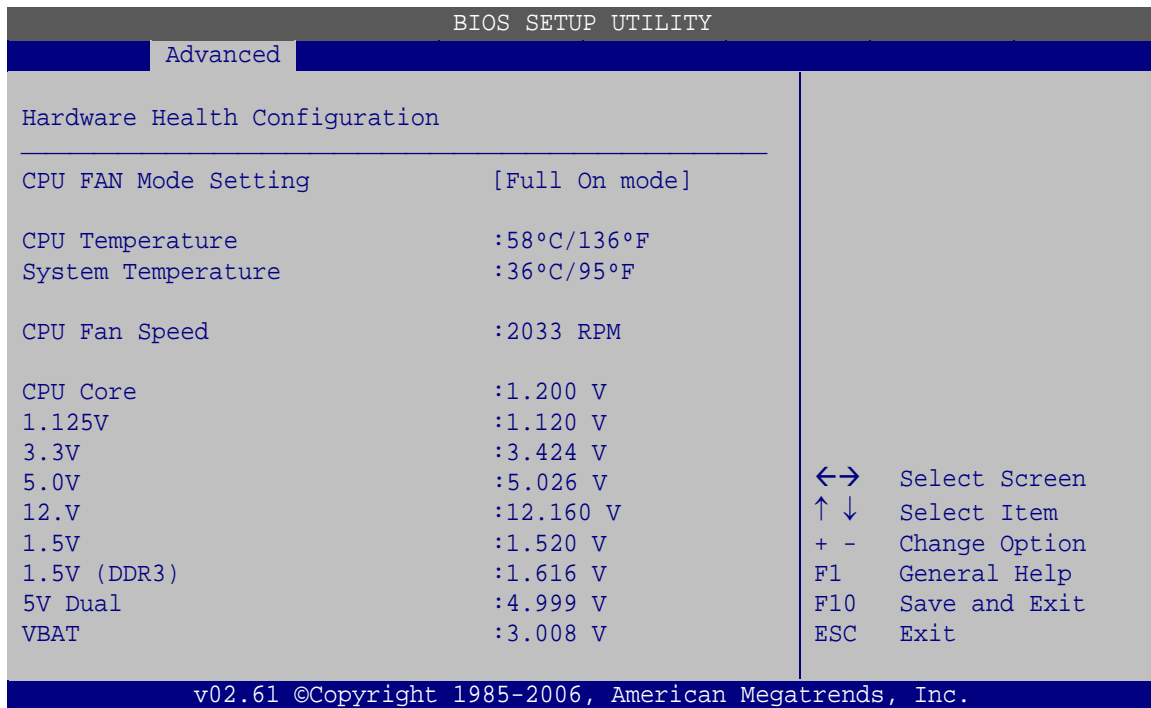 BIOS SETUP UTILITY
Advanced
Hardware Health Configuration
CPU FAN Mode Setting [Full On mode]
CPU Temperature :58ºC/136ºF
System Temperature :36ºC/95ºF
CPU Fan Speed :2033 RPM
CPU Core :1.200 V
1.125V :1.120 V
3.3V :3.424 V
5.0V :5.026 V
12.V :12.160 V
1.5V :1.520 V
1.5V (DDR3) :1.616 V
5V Dual :4.999 V
VBAT :3.008 V
←→ Select Screen
↑ ↓ Select Item
+ - Change Option
F1 General Help
F10 Save and Exit
ESC Exit
v02.61 ©Copyright 1985-2006, American Megatrends, Inc.